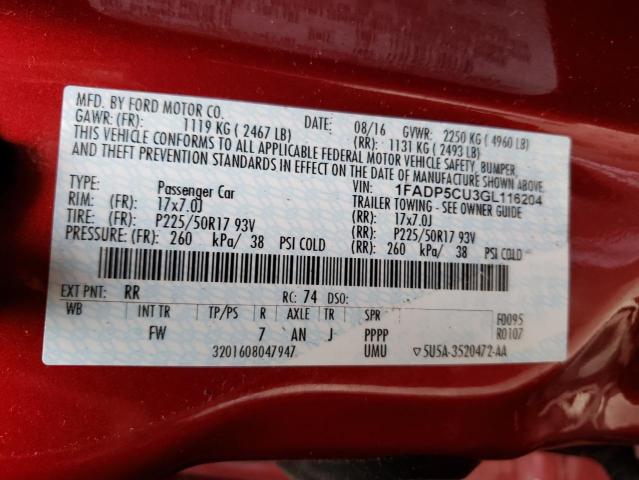 MFD. BY FORD MOTOR CO. DATE: 08/16 GVWR: 2250 KG ( 4960 LB)
GAWR: (FR): 1119 KG ( 2467 LB) (RR): 1131 KG ( 2493 LB)
THIS VEHICLE CONFORMS TO ALL APPLICABLE FEDERAL MOTOR VEHICLE SAFETY, BUMPER,
AND THEFT PREVENTION STANDARDS IN EFFECT ON THE DATE OF MANUFACTURE SHOWN ABOVE.
VIN: 1FADP5CU3GL116204
TYPE: Passenger Car TRAILER TOWING - SEE OWNER GUIDE
RIM: (FR): 17x7.0J (RR): 17x7.0J
TIRE: (FR): P225/50R17 93V (RR): P225/50R17 93V
PRESSURE: (FR): 260 kPa/ 38 PSI COLD (RR): 260 kPa/ 38 PSI COLD
EXT PNT: RR RC: 74 DSO:
WB INT TR TP/PS R AXLE TR SPR F0095
FW 7 AN J PPPP R0107
3201608047947 UMU ▽5U5A-3520472-AA